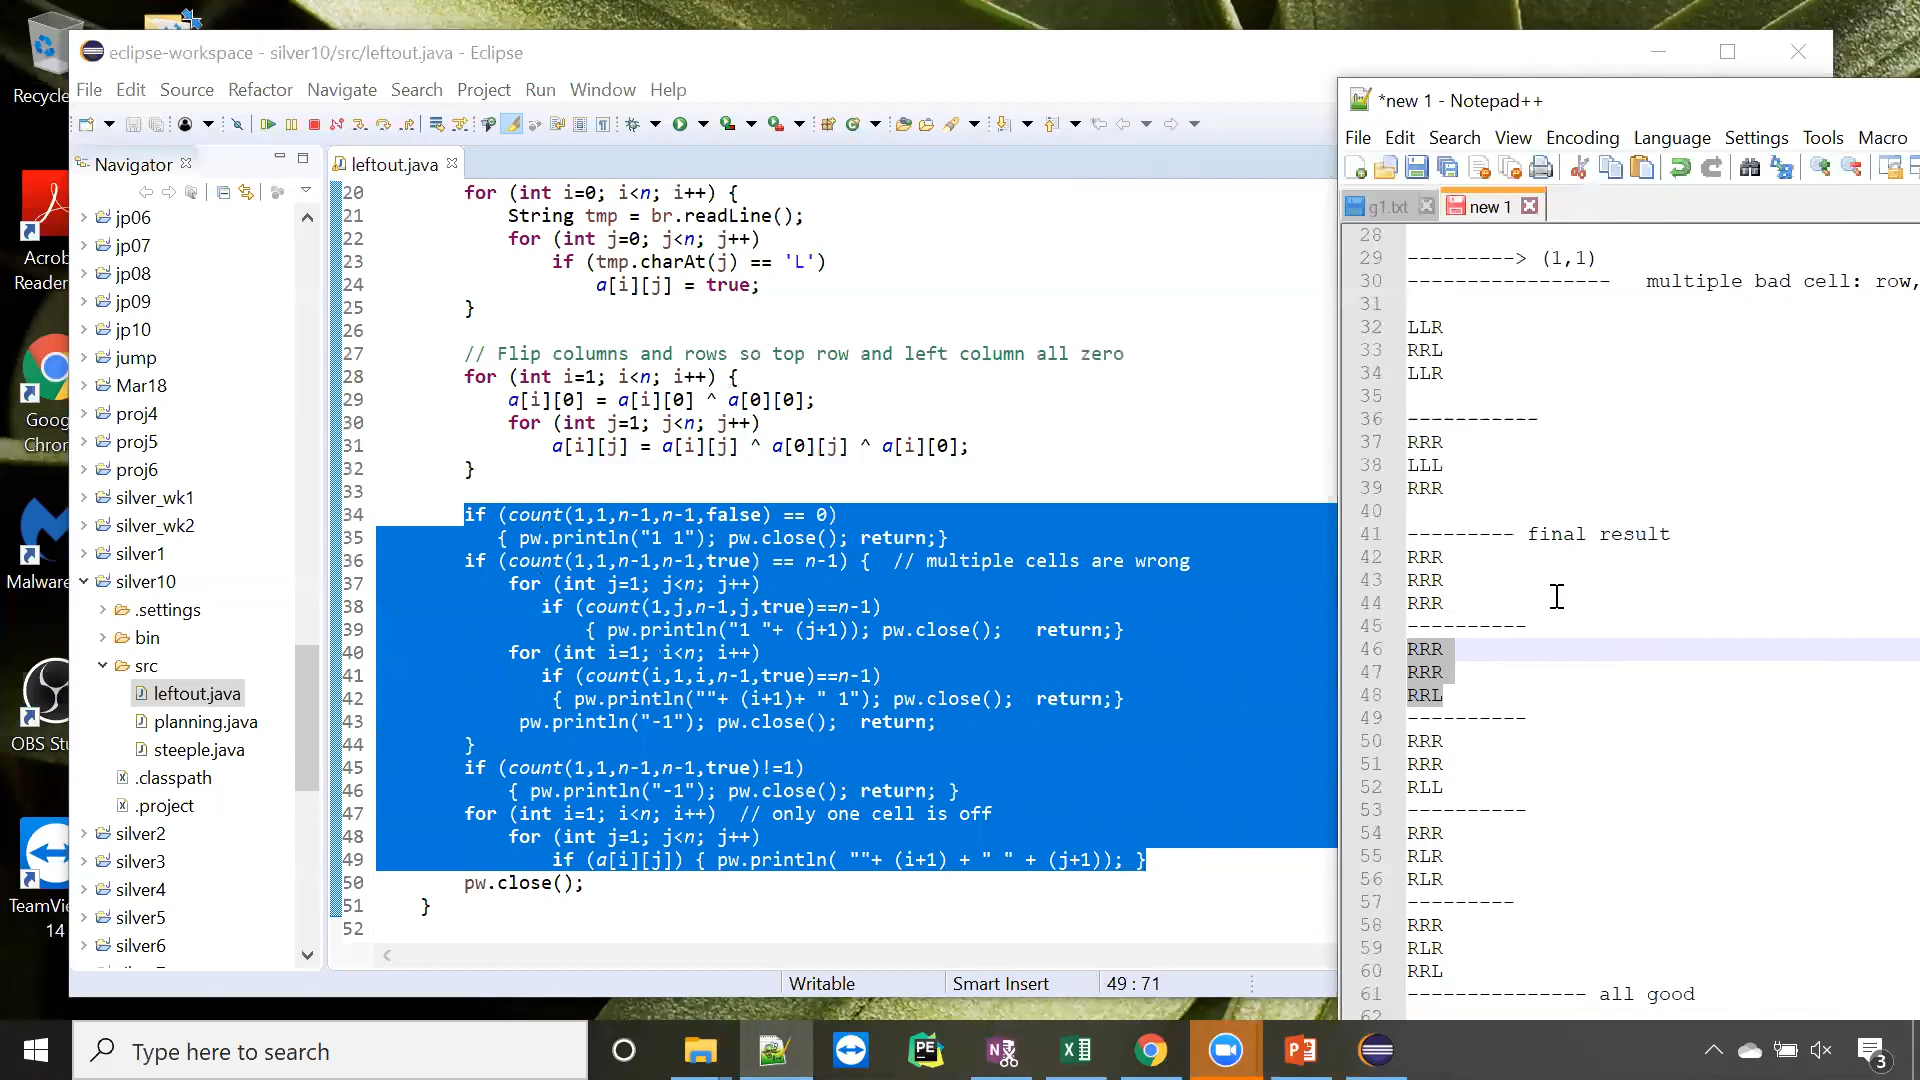 Recycle
Acrob
Reader
Goog
Chrom
Malware
OBS Stu
TeamVie
14
eclipse-workspace - silver10/src/leftout.java - Eclipse
File Edit Source Refactor Navigate Search Project Run Window Help
Navigator
jp06
jp07
jp08
jp09
jp10
jump
Mar18
proj4
proj5
proj6
silver_wk1
silver_wk2
silver1
silver10
.settings
bin
src
leftout.java
planning.java
steeple.java
.classpath
.project
silver2
silver3
silver4
silver5
silver6
leftout.java
20 for (int i=0; i<n; i++) {
21 String tmp = br.readLine();
22 for (int j=0; j<n; j++)
23 if (tmp.charAt(j) == 'L')
24 a[i][j] = true;
25 }
26
27 // Flip columns and rows so top row and left column all zero
28 for (int i=1; i<n; i++) {
29 a[i][0] = a[i][0] ^ a[0][0];
30 for (int j=1; j<n; j++)
31 a[i][j] = a[i][j] ^ a[0][j] ^ a[i][0];
32 }
33
34 if (count(1,1,n-1,n-1,false) == 0)
35 { pw.println("1 1"); pw.close(); return;}
36 if (count(1,1,n-1,n-1,true) == n-1) { // multiple cells are wrong
37 for (int j=1; j<n; j++)
38 if (count(1,j,n-1,j,true)==n-1)
39 { pw.println("1 "+ (j+1)); pw.close(); return;}
40 for (int i=1; i<n; i++)
41 if (count(i,1,i,n-1,true)==n-1)
42 { pw.println(""+ (i+1)+ " 1"); pw.close(); return;}
43 pw.println("-1"); pw.close(); return;
44 }
45 if (count(1,1,n-1,n-1,true)!=1)
46 { pw.println("-1"); pw.close(); return; }
47 for (int i=1; i<n; i++) // only one cell is off
48 for (int j=1; j<n; j++)
49 if (a[i][j]) { pw.println( ""+ (i+1) + " " + (j+1)); }
50 pw.close();
51 }
52
Writable Smart Insert 49 : 71
*new 1 - Notepad++
File Edit Search View Encoding Language Settings Tools Macro
g1.txt new 1
28
29 ---------> (1,1)
30 ----------------- multiple bad cell: row,
31
32 LLR
33 RRL
34 LLR
35
36 -----------
37 RRR
38 LLL
39 RRR
40
41 --------- final result
42 RRR
43 RRR
44 RRR
45 ----------
46 RRR
47 RRR
48 RRL
49 ----------
50 RRR
51 RRR
52 RLL
53 ----------
54 RRR
55 RLR
56 RLR
57 ---------
58 RRR
59 RLR
60 RRL
61 --------------- all good
62
Type here to search
3